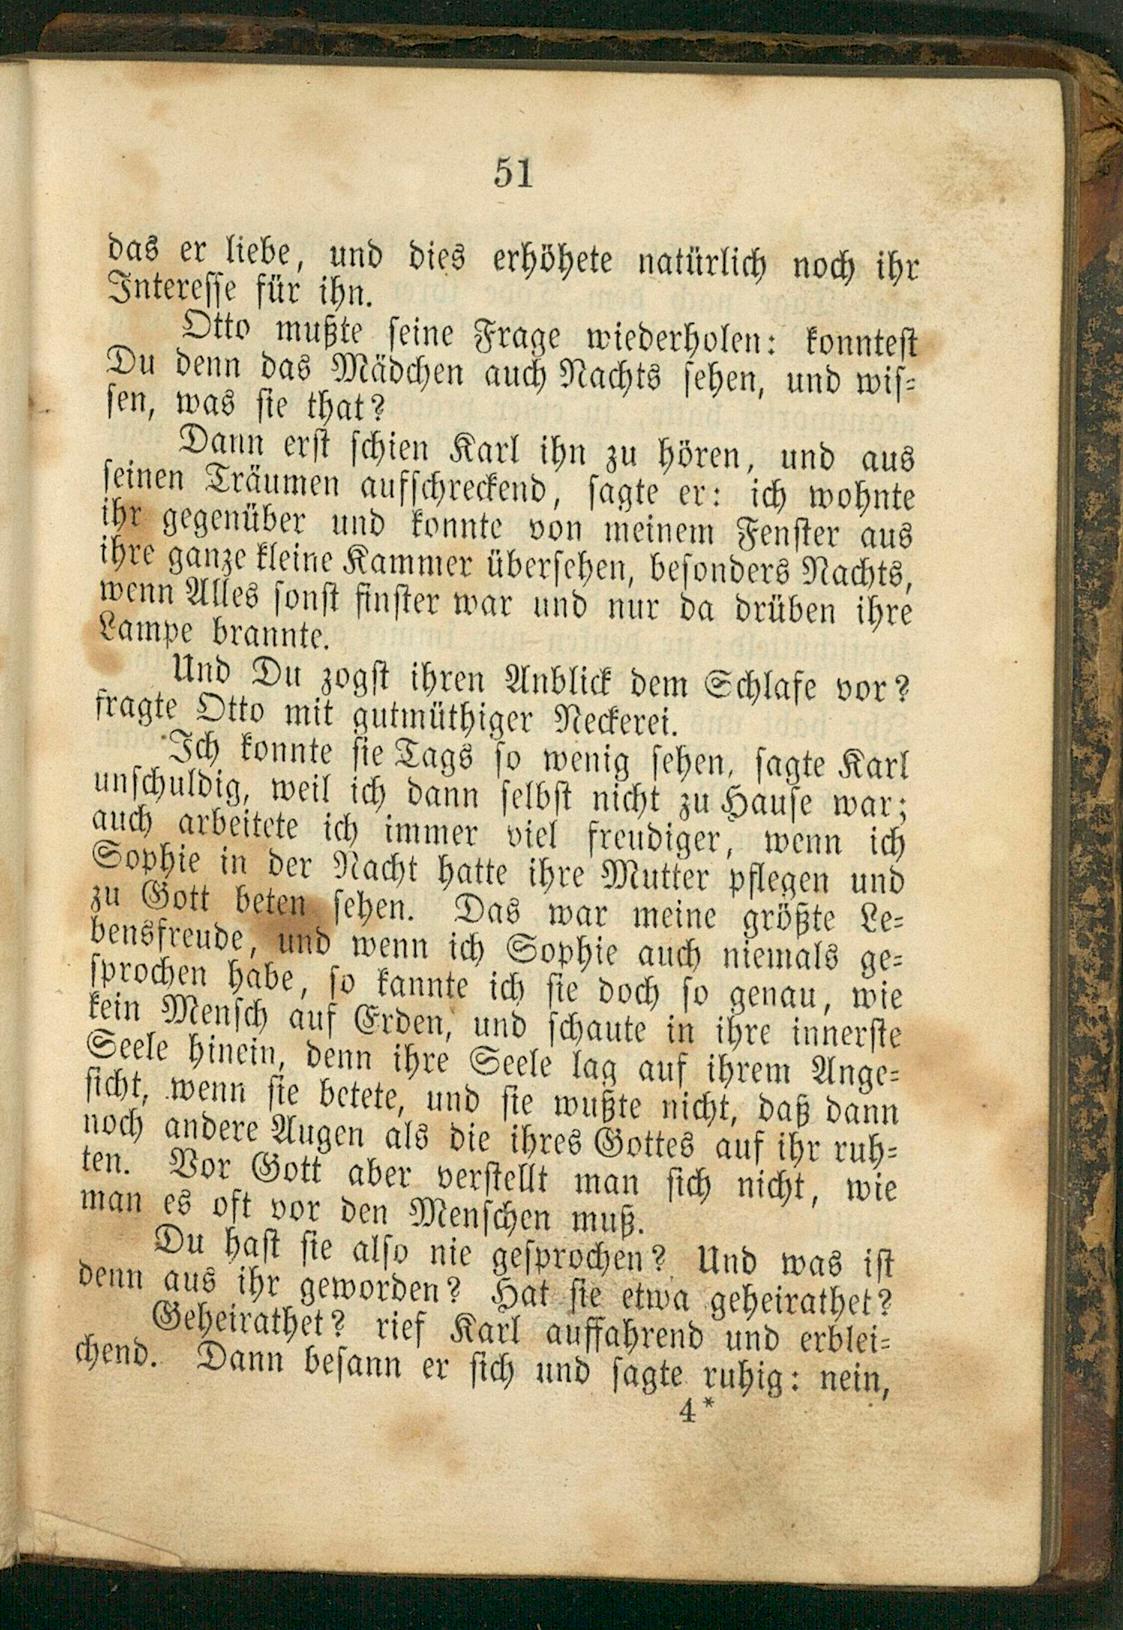 51
das er liebe, und dies erhöhete natürlich noch ihr
Interesse für ihn.
Otto mußte seine Frage wiederholen: konntest
Du denn das Mädchen auch Nachts sehen, und wis-
sen, was sie that?
Dann erst schien Karl ihn zu hören, und aus
seinen Träumen aufschreckend, sagte er: ich wohnte
ihr gegenüber und konnte von meinem Fenster aus
ihre ganze kleine Kammer übersehen, besonders Nachts,
wenn Alles sonst finster war und nur da drüben ihre
Lampe brannte.
Und Du zogst ihren Anblick dem Schlafe vor?
fragte Otto mit gutmüthiger Neckerei.
Ich konnte sie Tags so wenig sehen, sagte Karl
unschuldig, weil ich dann selbst nicht zu Hause war;
auch arbeitete ich immer viel freudiger, wenn ich
Sophie in der Nacht hatte ihre Mutter pflegen und
zu Gott beten sehen. Das war meine größte Le-
bensfreude, und wenn ich Sophie auch niemals ge-
sprochen habe, so kannte ich sie doch so genau, wie
kein Mensch auf Erden, und schaute in ihre innerste
Seele hinein, denn ihre Seele lag auf ihrem Ange-
sicht, wenn sie betete, und sie wußte nicht, daß dann
noch andere Augen als die ihres Gottes auf ihr ruh-
ten. Vor Gott aber verstellt man sich nicht, wie
man es oft vor den Menschen muß.
Du hast sie also nie gesprochen? Und was ist
denn aus ihr geworden? Hat sie etwa geheirathet?
Geheirathet? rief Karl auffahrend und erblei-
chend. Dann besann er sich und sagte ruhig: nein,
4*